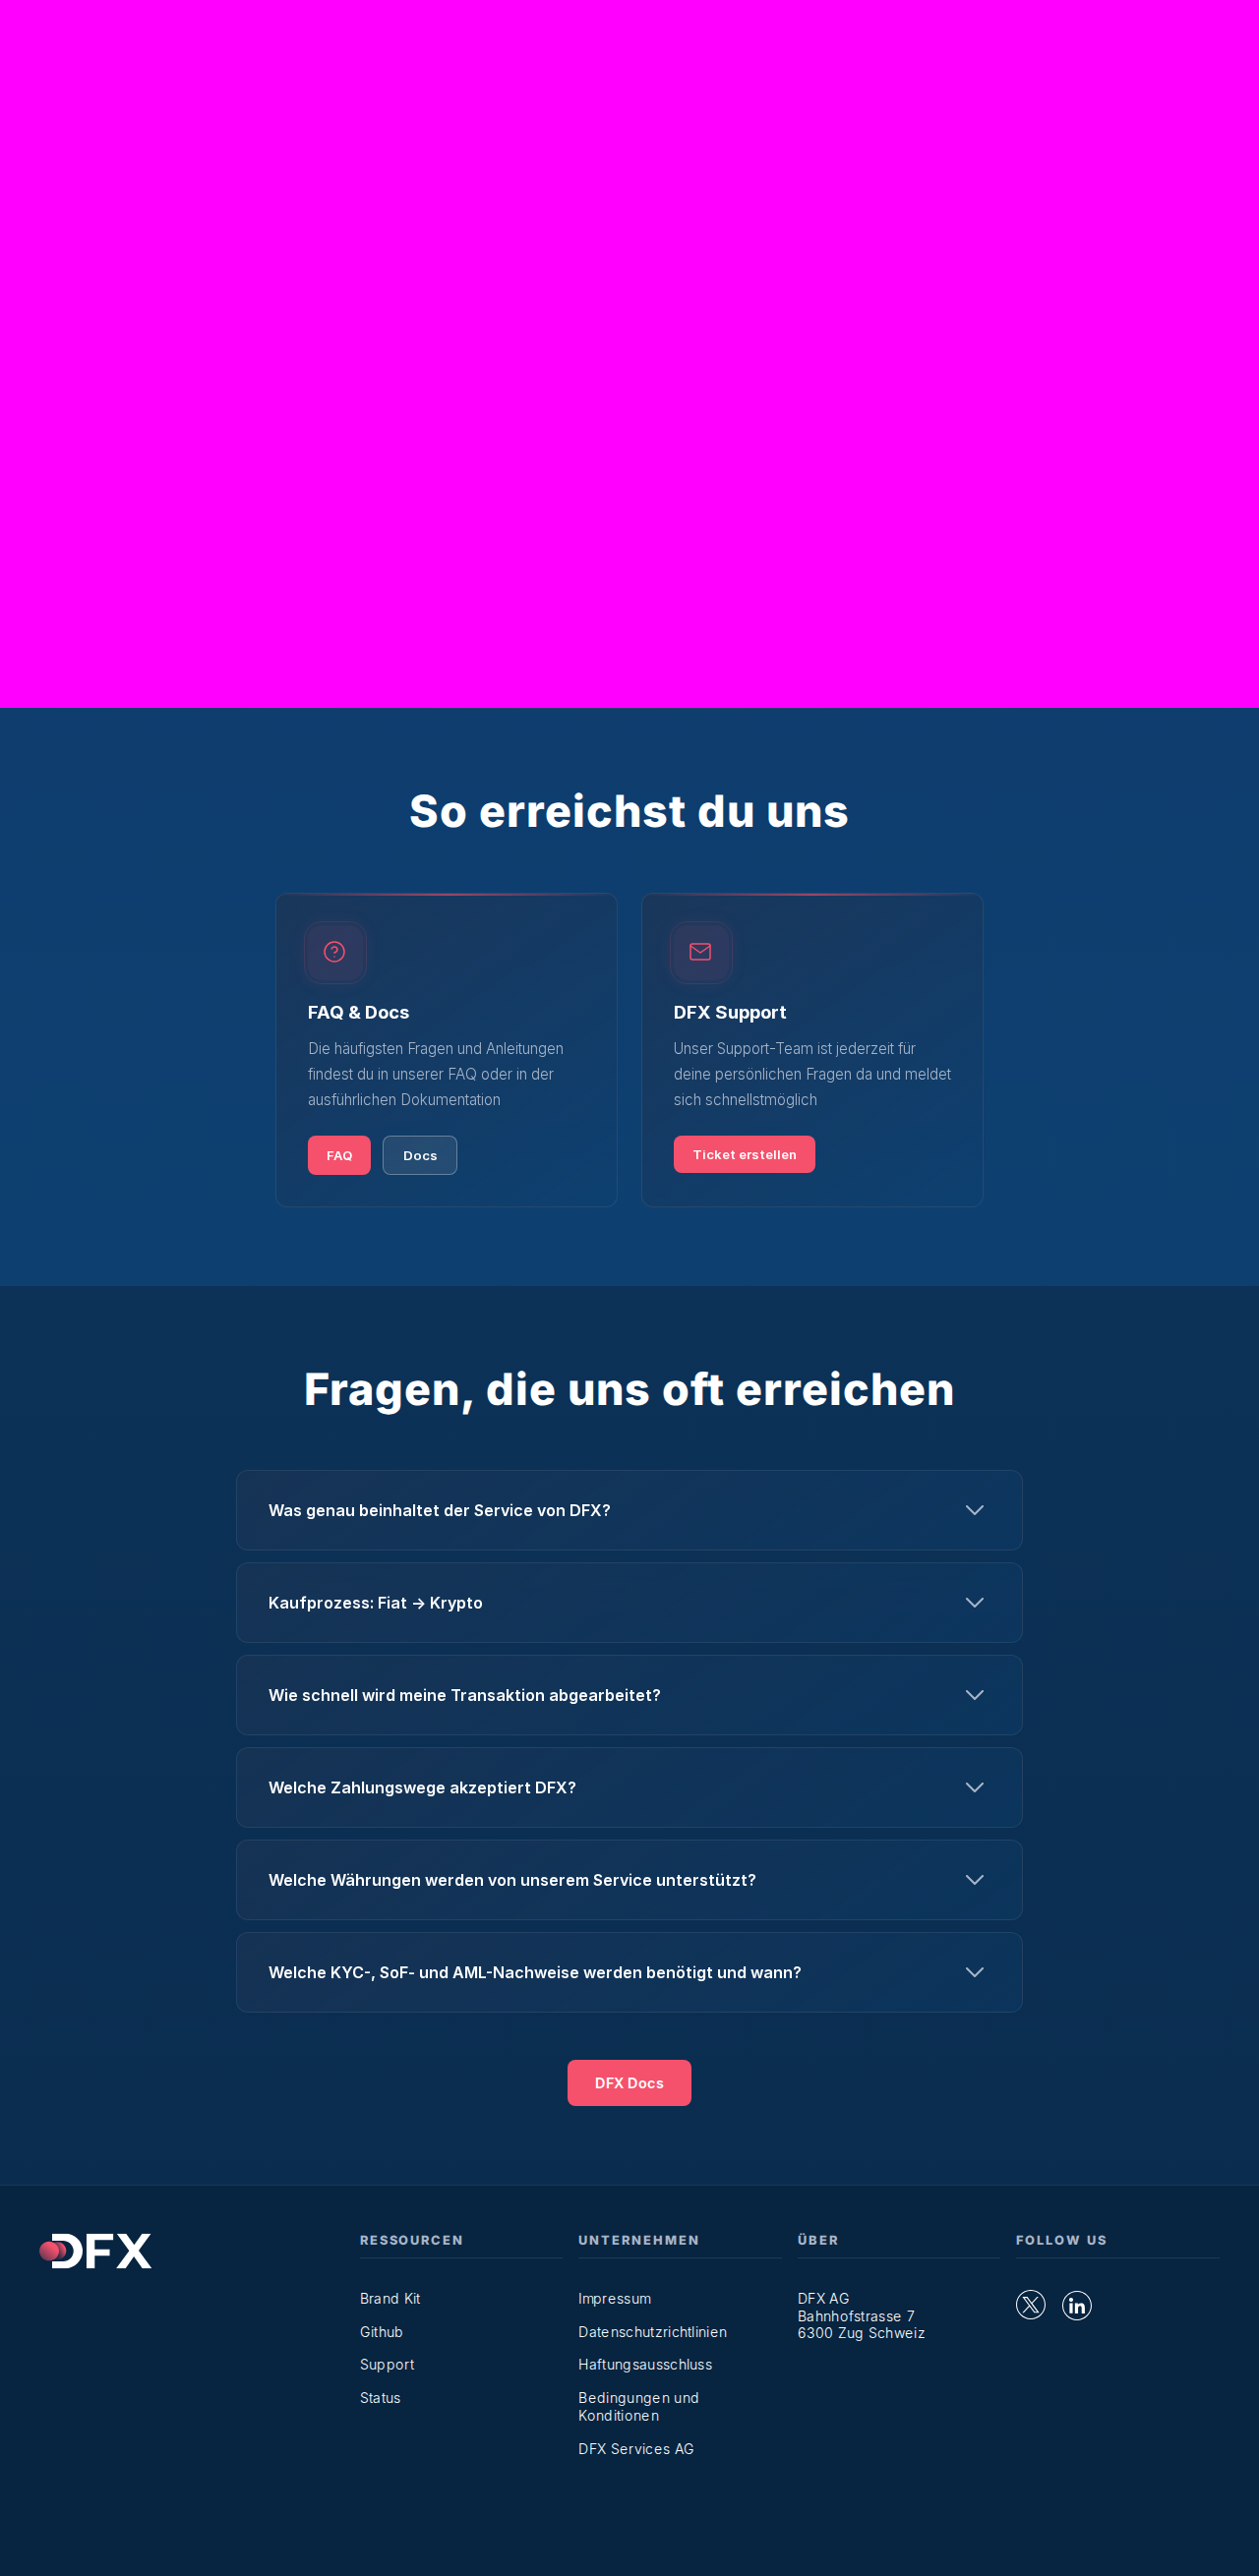 So erreichst du uns
FAQ & Docs
Die häufigsten Fragen und Anleitungen
findest du in unserer FAQ oder in der
ausführlichen Dokumentation
FAQ
Docs
DFX Support
Unser Support-Team ist jederzeit für
deine persönlichen Fragen da und meldet
sich schnellstmöglich
Ticket erstellen
Fragen, die uns oft erreichen
Was genau beinhaltet der Service von DFX?
Kaufprozess: Fiat → Krypto
Wie schnell wird meine Transaktion abgearbeitet?
Welche Zahlungswege akzeptiert DFX?
Welche Währungen werden von unserem Service unterstützt?
Welche KYC-, SoF- und AML-Nachweise werden benötigt und wann?
DFX Docs
DFX
RESSOURCEN
Brand Kit
Github
Support
Status
UNTERNEHMEN
Impressum
Datenschutzrichtlinien
Haftungsausschluss
Bedingungen und
Konditionen
DFX Services AG
ÜBER
DFX AG
Bahnhofstrasse 7
6300 Zug Schweiz
FOLLOW US